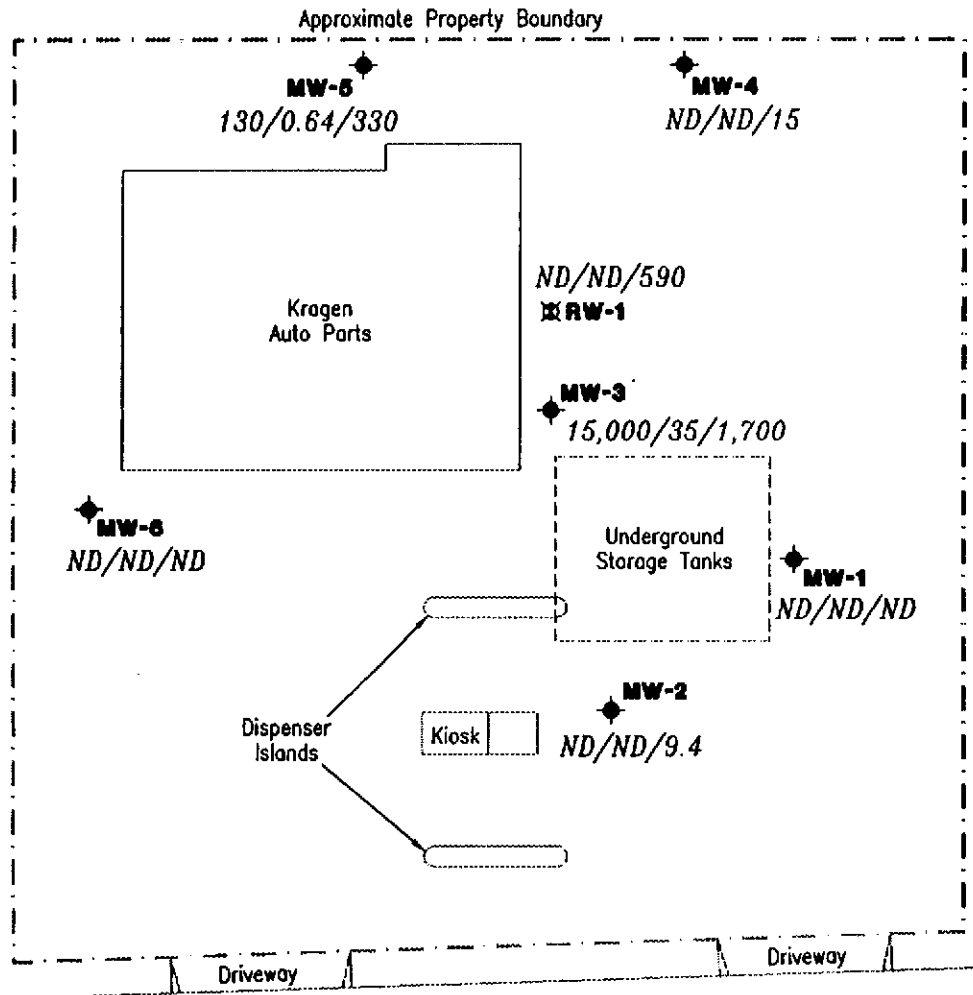 Approximate Property Boundary
MW-5
130/0.64/330
MW-4
ND/ND/15
ND/ND/590
RW-1
Kragen
Auto Parts
MW-3
15,000/35/1,700
MW-6
ND/ND/ND
Underground
Storage Tanks
MW-1
ND/ND/ND
MW-2
ND/ND/9.4
Dispenser
Islands
Kiosk
Driveway
Driveway